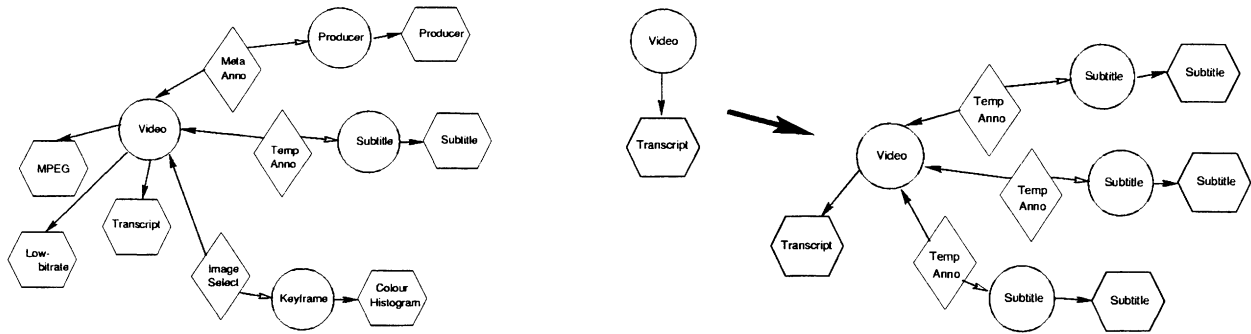 Producer
Producer
Meta
Anno
Video
MPEG
Temp
Anno
Subtitle
Subtitle
Transcript
Low-
bitrate
Image
Select
Keyframe
Colour
Histogram
Video
Transcript
Temp
Anno
Subtitle
Subtitle
Video
Temp
Anno
Subtitle
Subtitle
Transcript
Temp
Anno
Subtitle
Subtitle